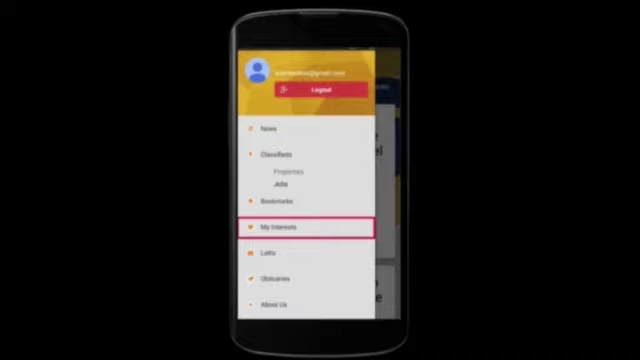 Logout
News
Classifieds
Properties
Jobs
Bookmarks
My Interests
Lotto
Obituaries
About Us